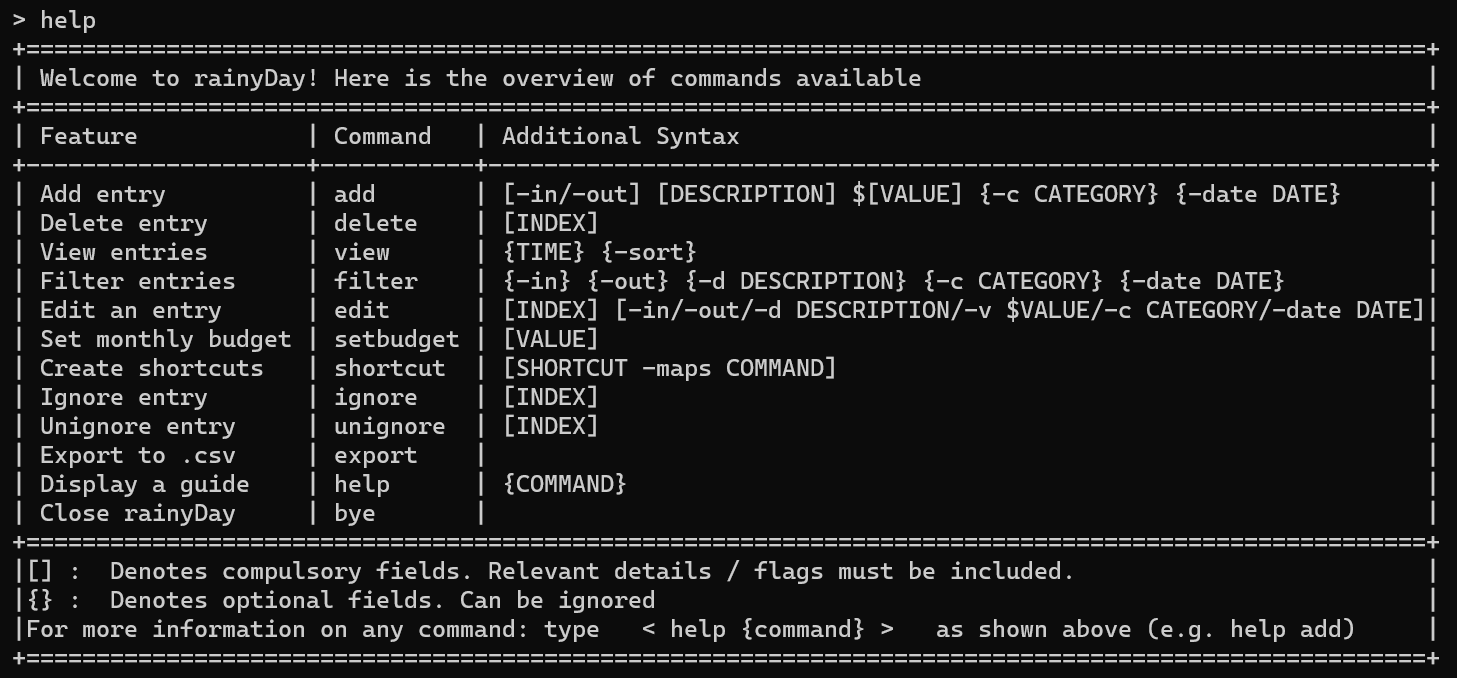 > help
+====================================================================================================+
| Welcome to rainyDay! Here is the overview of commands available                                    |
+====================================================================================================+
| Feature            | Command   | Additional Syntax                                                 |
+--------------------+-----------+-------------------------------------------------------------------+
| Add entry          | add       | [-in/-out] [DESCRIPTION] $[VALUE] {-c CATEGORY} {-date DATE}      |
| Delete entry       | delete    | [INDEX]                                                           |
| View entries       | view      | {TIME} {-sort}                                                    |
| Filter entries     | filter    | {-in} {-out} {-d DESCRIPTION} {-c CATEGORY} {-date DATE}          |
| Edit an entry      | edit      | [INDEX] [-in/-out/-d DESCRIPTION/-v $VALUE/-c CATEGORY/-date DATE]|
| Set monthly budget | setbudget | [VALUE]                                                           |
| Create shortcuts   | shortcut  | [SHORTCUT -maps COMMAND]                                          |
| Ignore entry       | ignore    | [INDEX]                                                           |
| Unignore entry     | unignore  | [INDEX]                                                           |
| Export to .csv     | export    |                                                                   |
| Display a guide    | help      | {COMMAND}                                                         |
| Close rainyDay     | bye       |                                                                   |
+====================================================================================================+
|[] :  Denotes compulsory fields. Relevant details / flags must be included.                         |
|{} :  Denotes optional fields. Can be ignored                                                       |
|For more information on any command: type   < help {command} >   as shown above (e.g. help add)     |
+====================================================================================================+